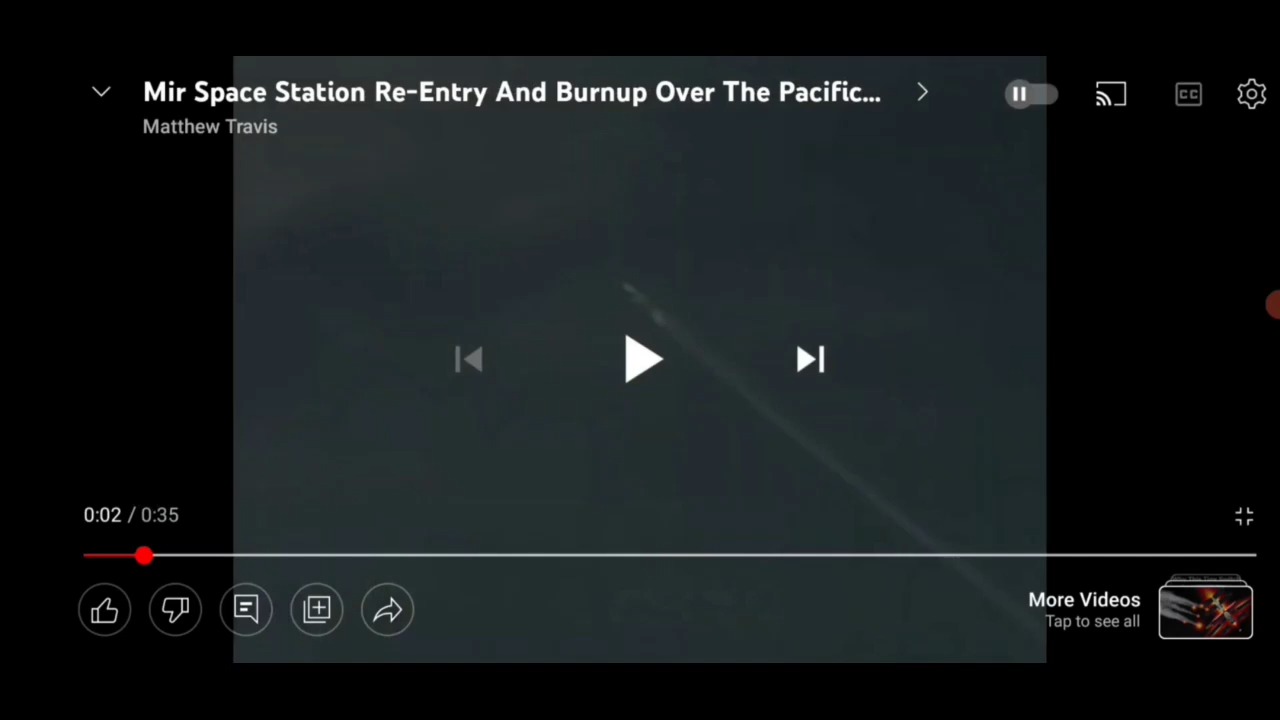 Mir Space Station Re-Entry And Burnup Over The Pacific...
Matthew Travis
CC
0:02 / 0:35
More Videos
Tap to see all